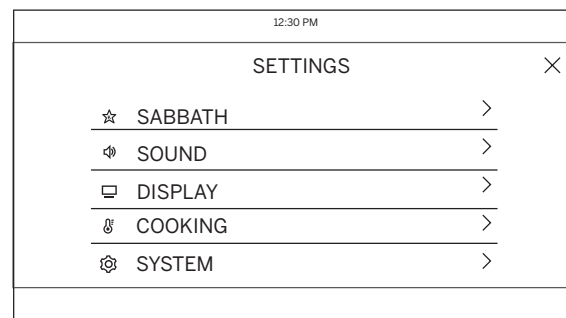 12:30 PM
SETTINGS
SABBATH
SOUND
DISPLAY
COOKING
SYSTEM